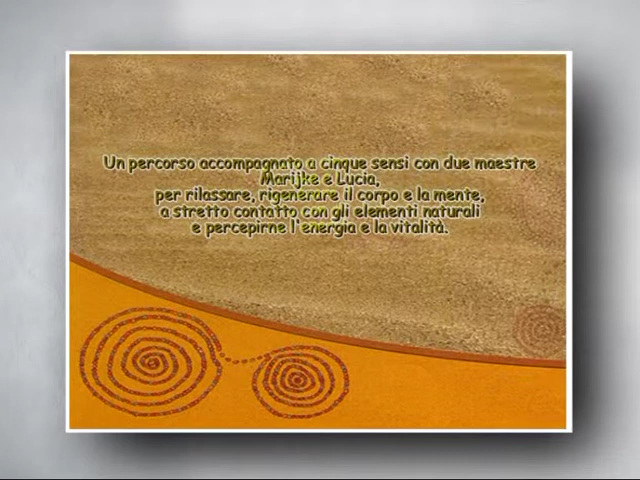 Un percorso accompagnato a cinque sensi con due maestre
Marijke e Lucia,
per rilassare, rigenerare il corpo e la mente,
a stretto contatto con gli elementi naturali
e percepirne l'energia e la vitalità.